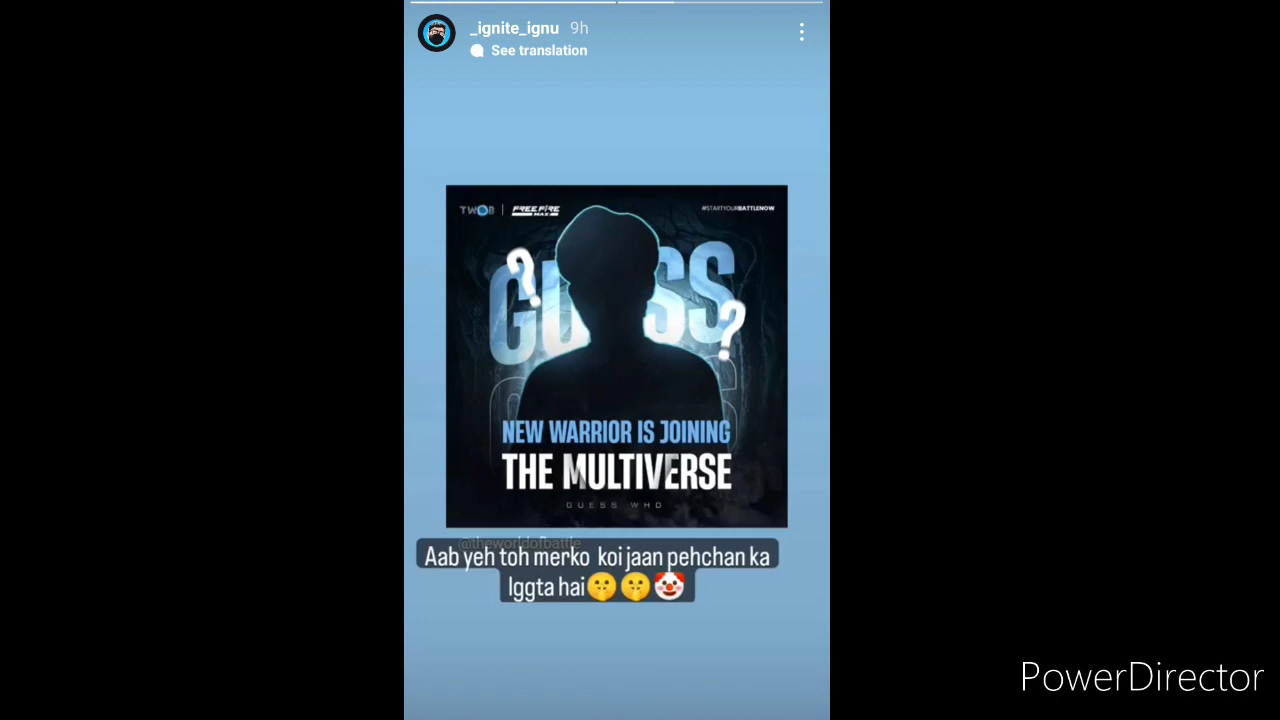 _ignite_ignu 9h
See translation
TWOB | FREE FIRE MAX
#STARTYOURBATTLENOW
GUESS
? ?
NEW WARRIOR IS JOINING
THE MULTIVERSE
GUESS WHO
@theworldofbattle
Aab yeh toh merko koi jaan pehchan ka
lggta hai🤫🤫🤡
PowerDirector